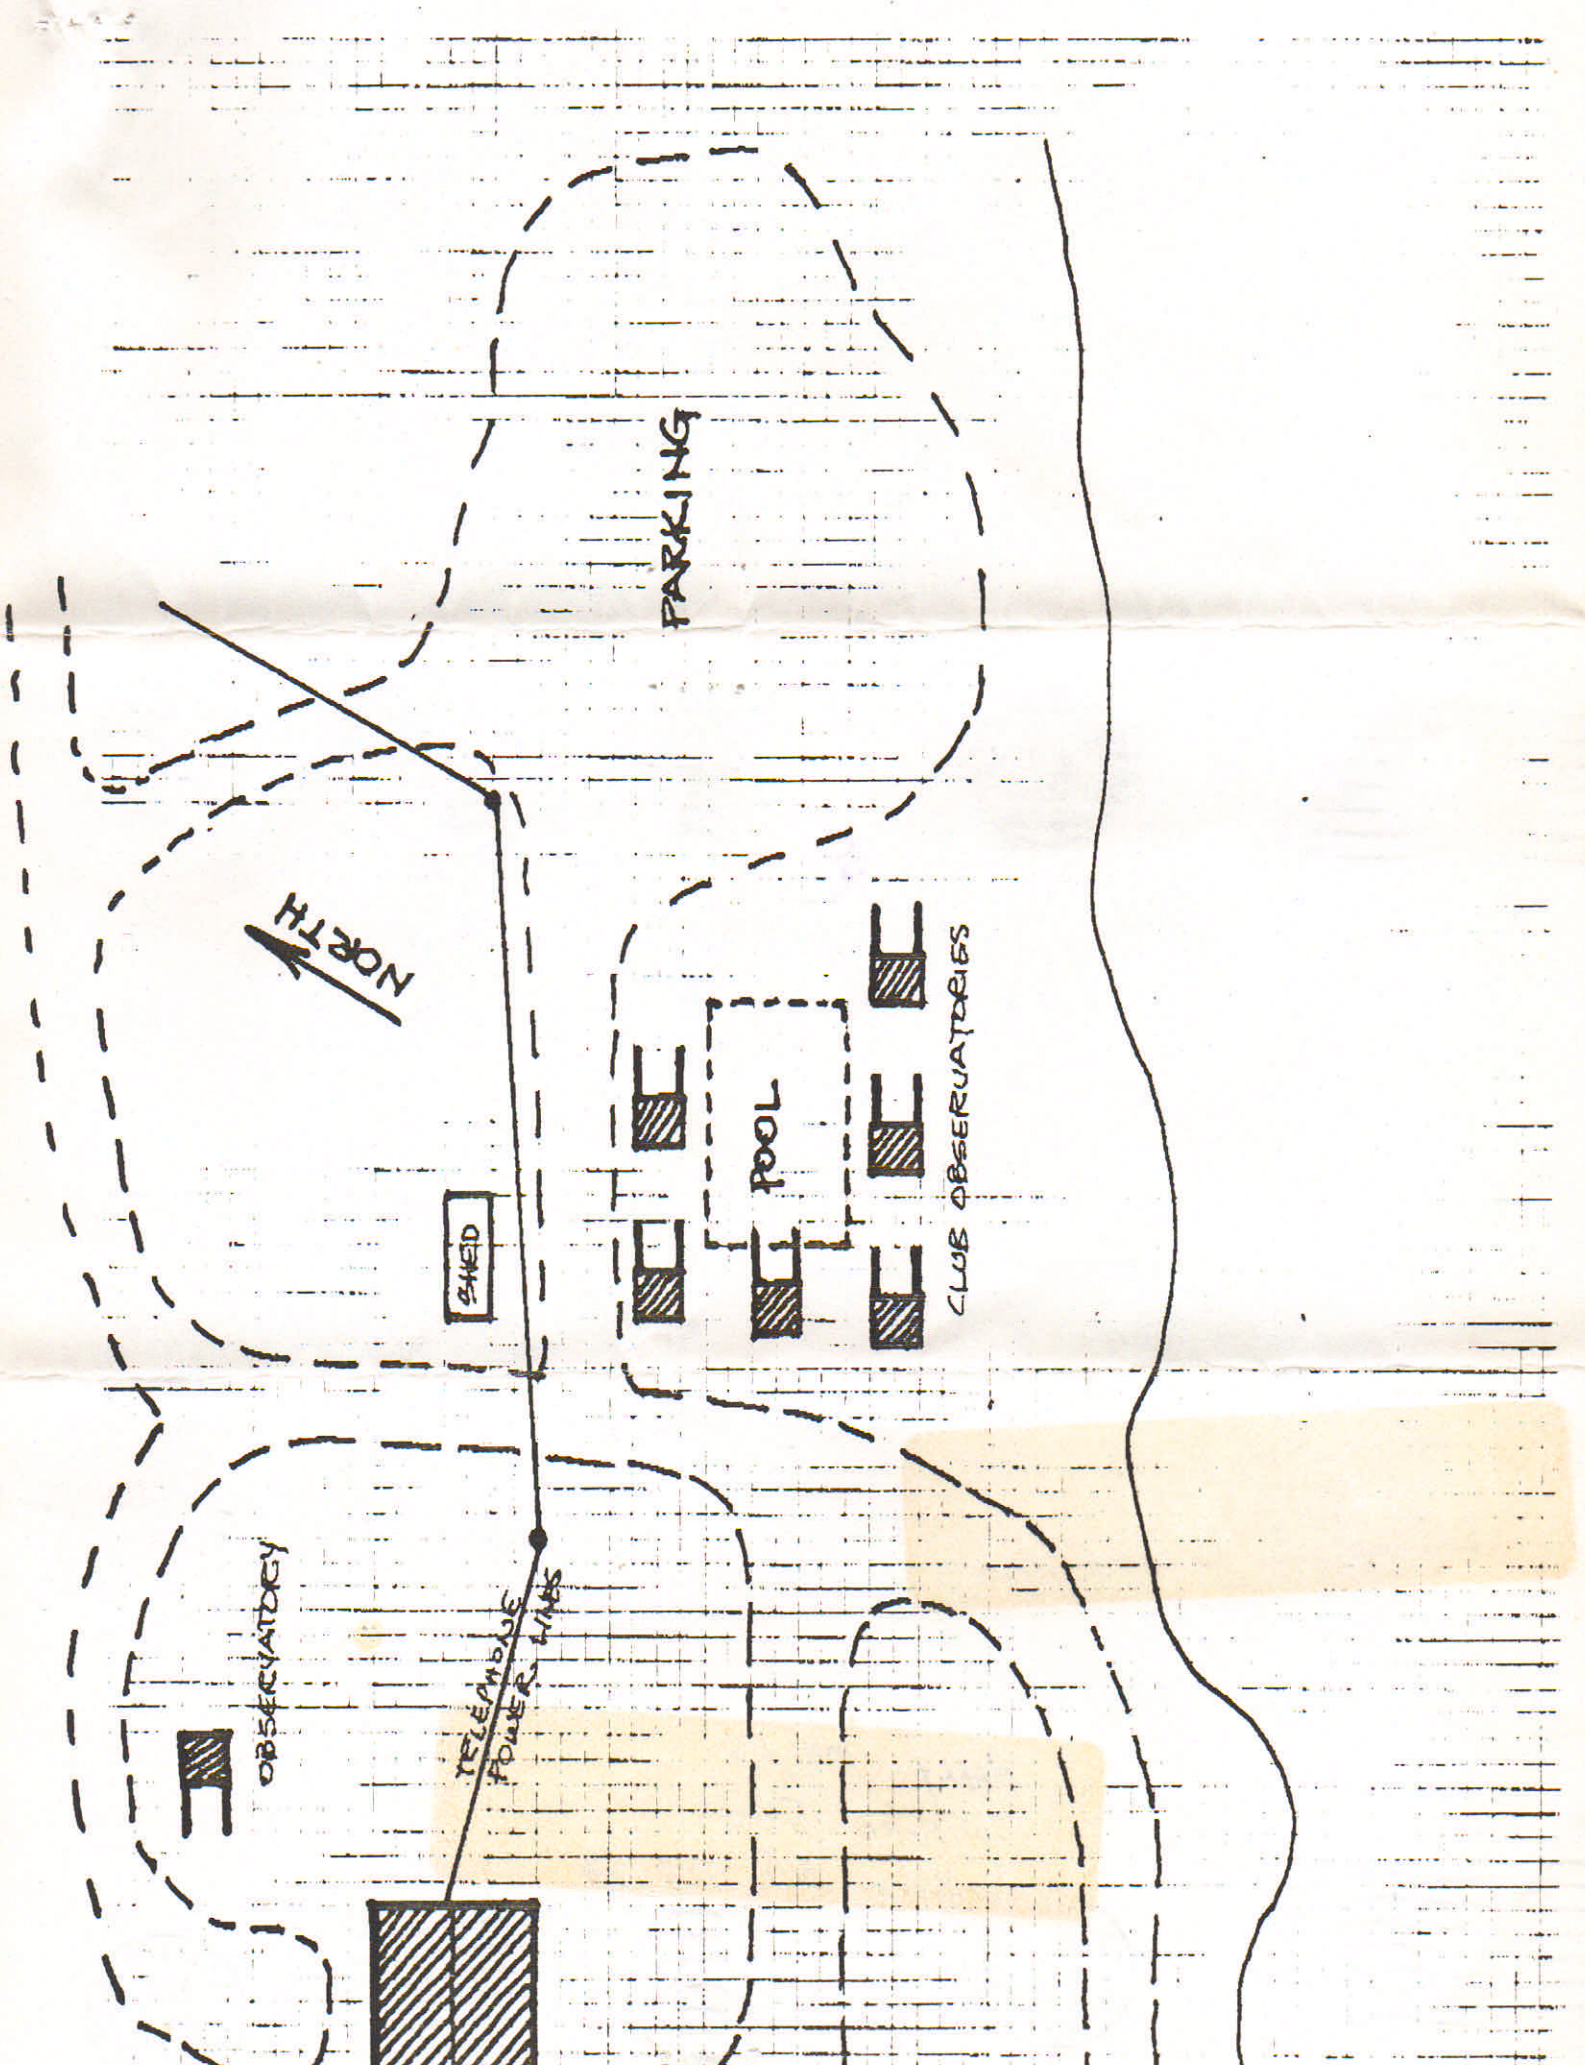 PARKING
NORTH
SHED
POOL
CLUB OBSERVATORIES
OBSERVATORY
TELEPHONE
POWER, LINES